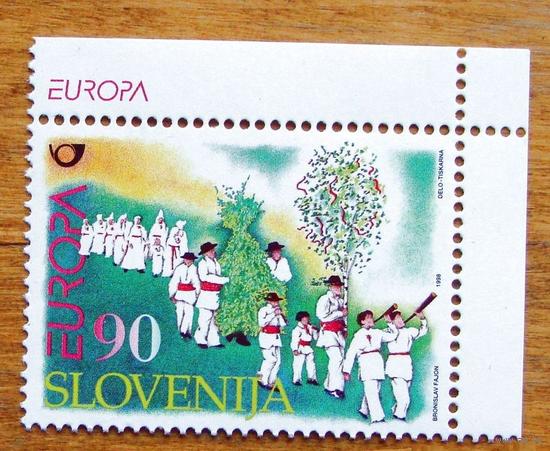 EUROPA
EUROPA
90
SLOVENIJA
BRONISLAV FAJON
1998
DELO - TISKARNA